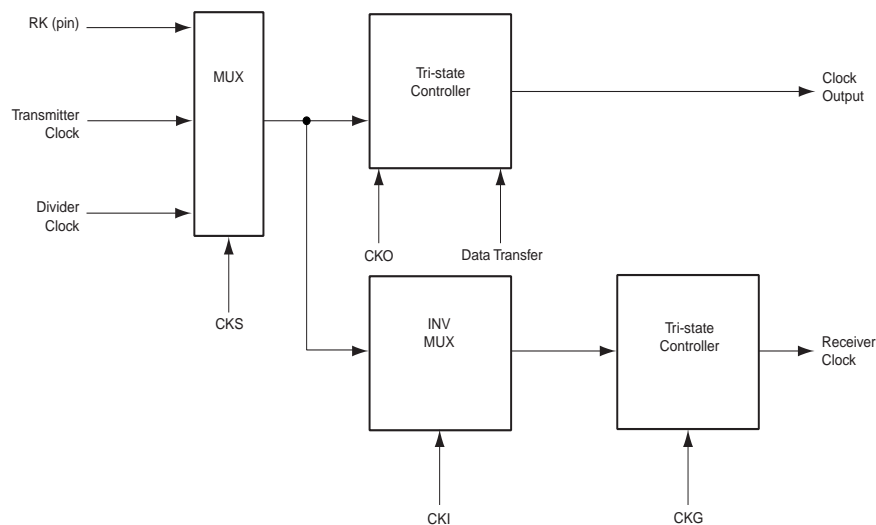 RK (pin)
MUX
Tri-state
Controller
Clock
Output
Transmitter
Clock
Divider
Clock
CKO
Data Transfer
CKS
INV
MUX
Tri-state
Controller
Receiver
Clock
CKI
CKG